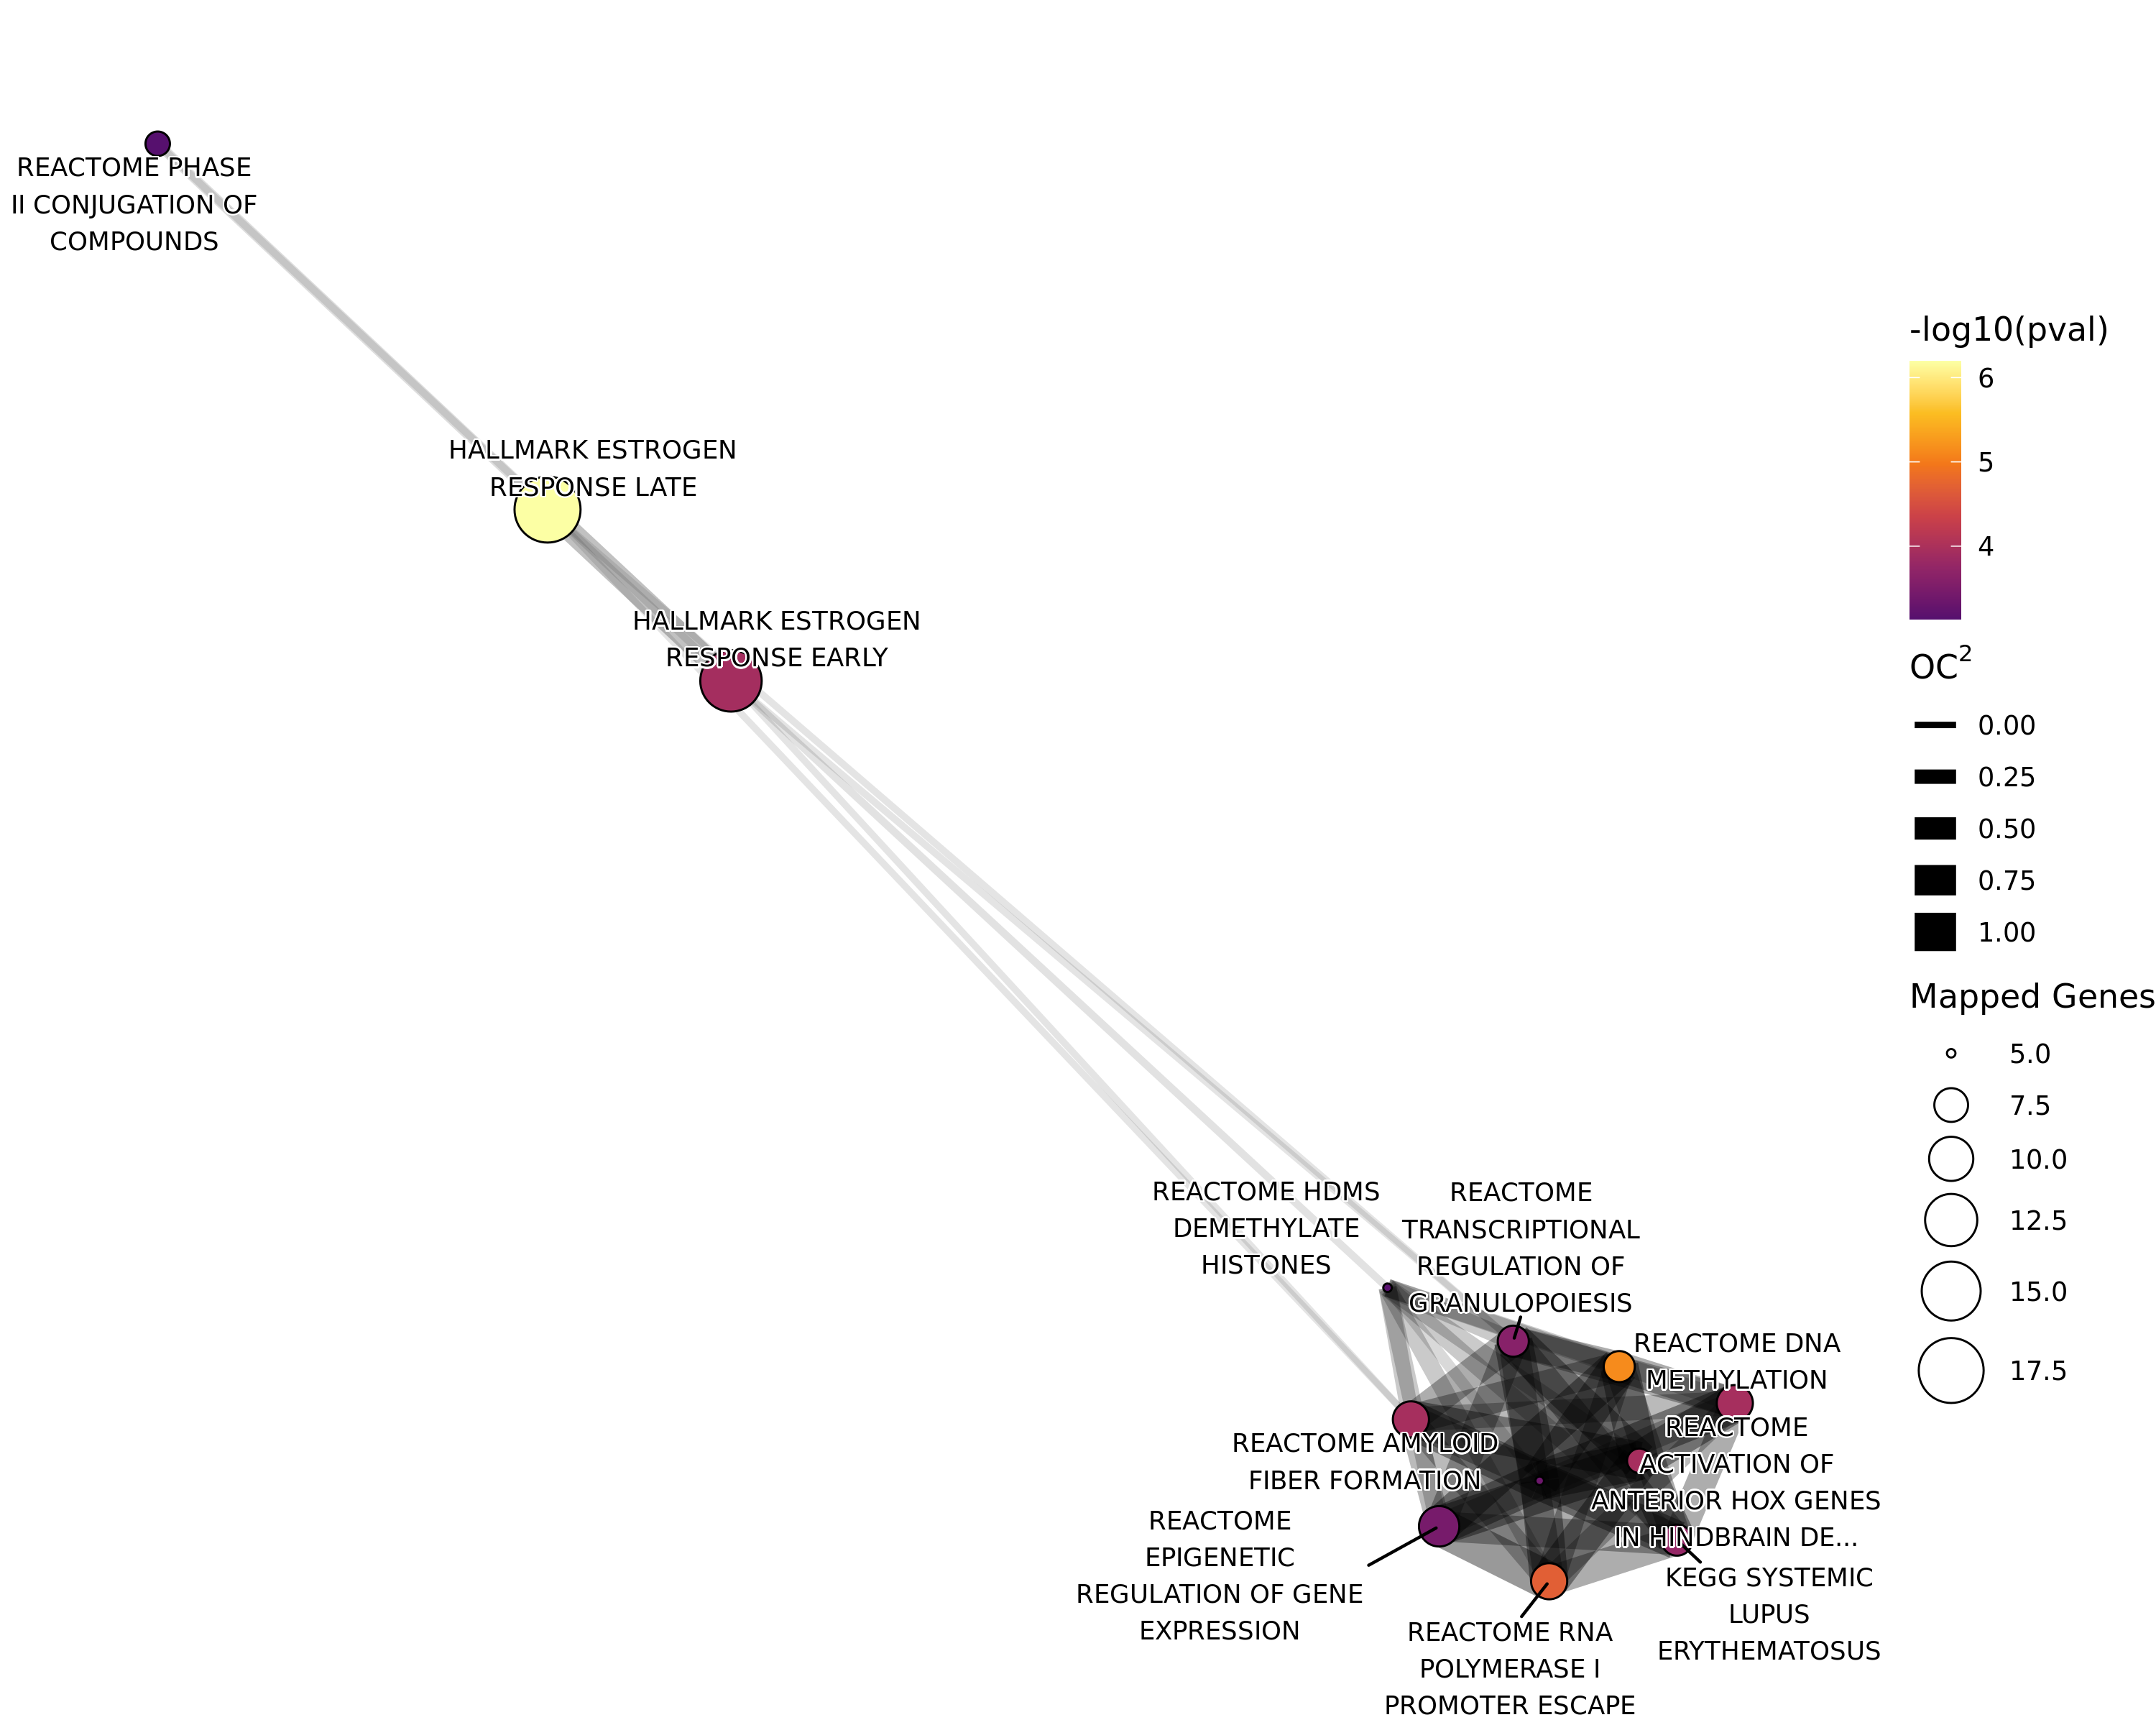 REACTOME PHASE
II CONJUGATION OF
COMPOUNDS
HALLMARK ESTROGEN
RESPONSE LATE
HALLMARK ESTROGEN
RESPONSE EARLY
REACTOME HDMS
DEMETHYLATE
HISTONES
REACTOME
TRANSCRIPTIONAL
REGULATION OF
GRANULOPOIESIS
REACTOME DNA
METHYLATION
REACTOME
ACTIVATION OF
ANTERIOR HOX GENES
IN HINDBRAIN DE...
REACTOME AMYLOID
FIBER FORMATION
REACTOME
EPIGENETIC
REGULATION OF GENE
EXPRESSION
REACTOME RNA
POLYMERASE I
PROMOTER ESCAPE
KEGG SYSTEMIC
LUPUS
ERYTHEMATOSUS
-log10(pval)
6
5
4
OC2
0.00
0.25
0.50
0.75
1.00
Mapped Genes
5.0
7.5
10.0
12.5
15.0
17.5